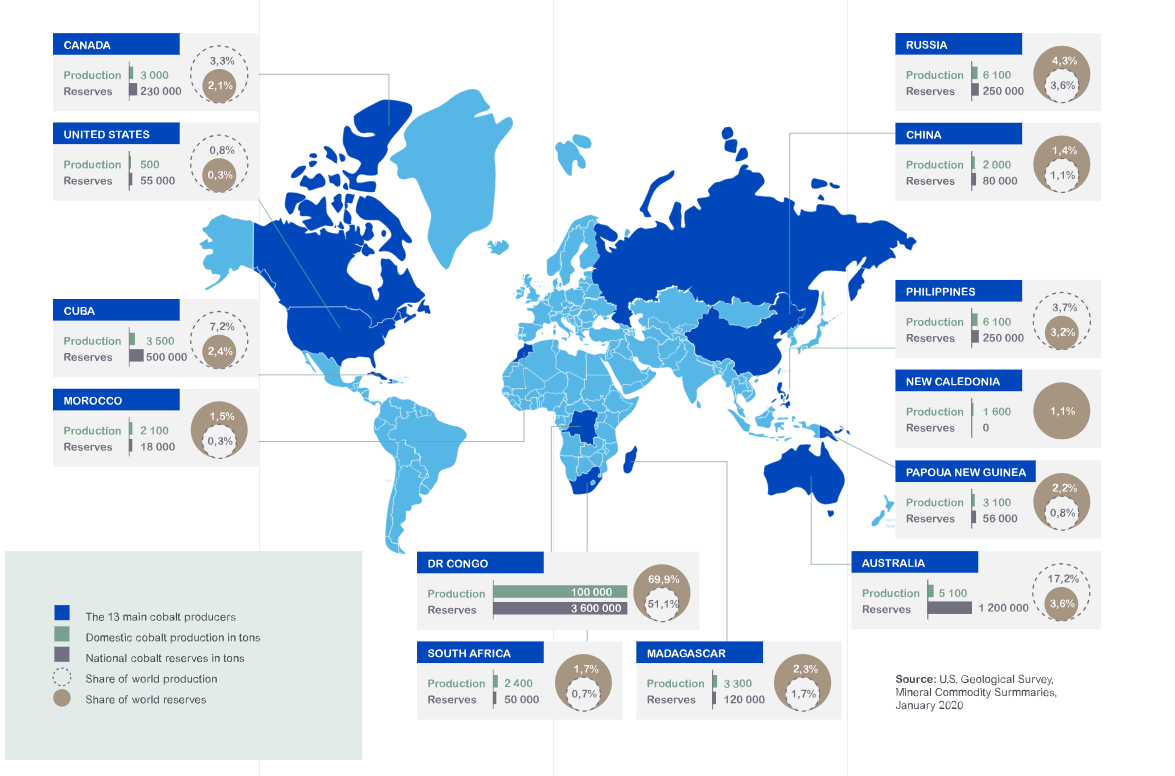 CANADA
Production 3 000
Reserves 230 000
3,3%
2,1%
UNITED STATES
Production 500
Reserves 55 000
0,8%
0,3%
CUBA
Production 3 500
Reserves 500 000
7,2%
2,4%
MOROCCO
Production 2 100
Reserves 18 000
1,5%
0,3%
RUSSIA
Production 6 100
Reserves 250 000
4,3%
3,6%
CHINA
Production 2 000
Reserves 80 000
1,4%
1,1%
PHILIPPINES
Production 6 100
Reserves 250 000
3,7%
3,2%
NEW CALEDONIA
Production 1 600
Reserves 0
1,1%
PAPOUA NEW GUINEA
Production 3 100
Reserves 56 000
2,2%
0,8%
AUSTRALIA
Production 5 100
Reserves 1 200 000
17,2%
3,6%
DR CONGO
Production 100 000
Reserves 3 600 000
69,9%
51,1%
SOUTH AFRICA
Production 2 400
Reserves 50 000
1,7%
0,7%
MADAGASCAR
Production 3 300
Reserves 120 000
2,3%
1,7%
The 13 main cobalt producers
Domestic cobalt production in tons
National cobalt reserves in tons
Share of world production
Share of world reserves
Source: U.S. Geological Survey,
Mineral Commodity Surmmaries,
January 2020